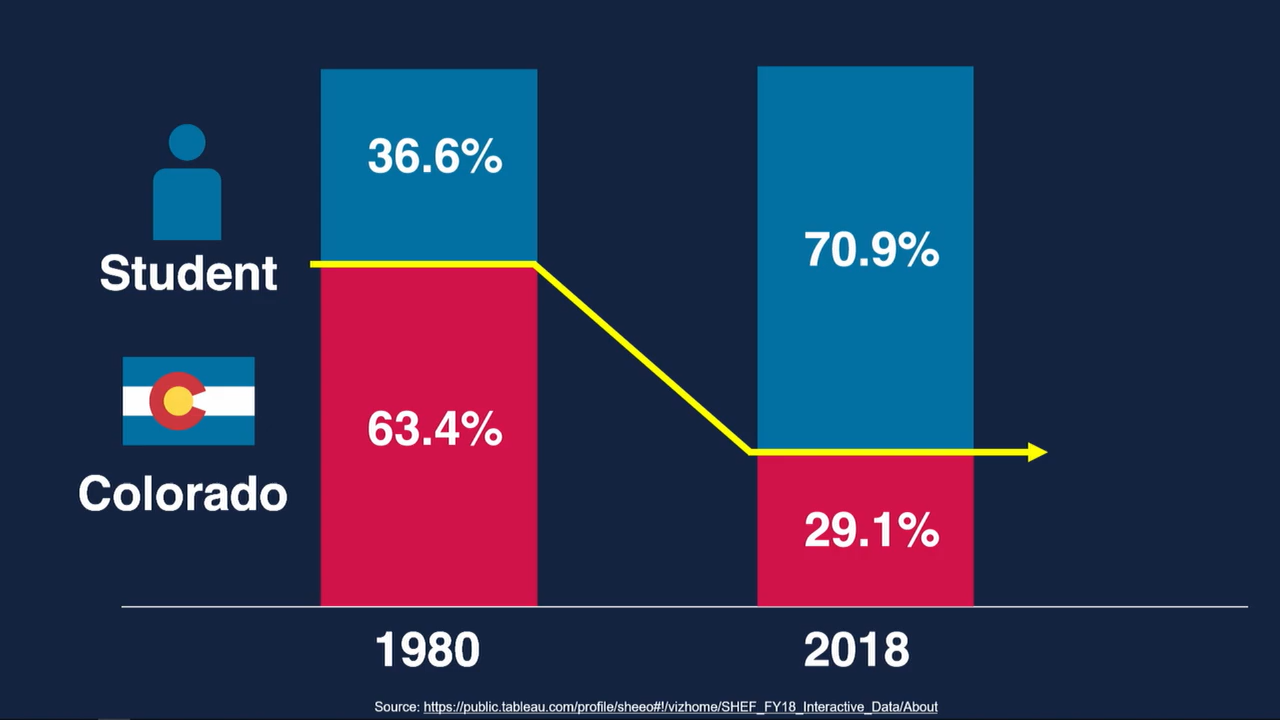 36.6%
70.9%
Student
63.4%
Colorado
29.1%
1980
2018
Source: https://public.tableau.com/profile/sheeo#!/vizhome/SHEF_FY18_Interactive_Data/About